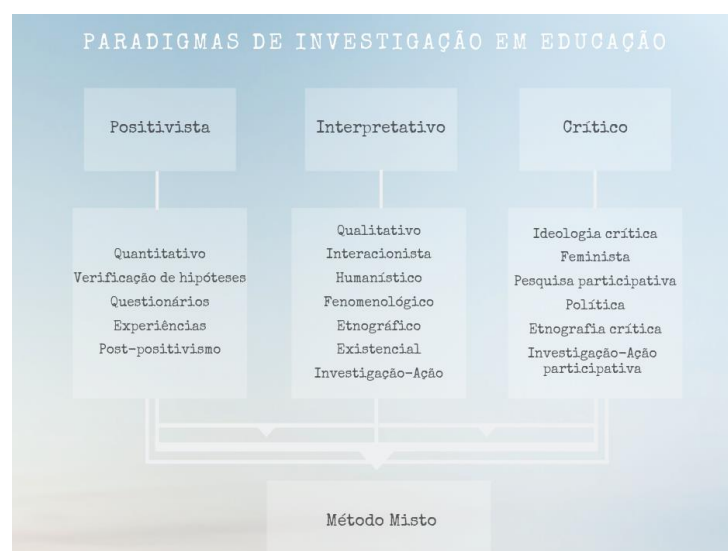 PARADIGMAS DE INVESTIGAÇÃO EM EDUCAÇÃO
Positivista
Interpretativo
Crítico
Quantitativo
Verificação de hipóteses
Questionários
Experiências
Post-positivismo
Qualitativo
Interacionista
Humanístico
Fenomenológico
Etnográfico
Existencial
Investigação-Ação
Ideologia crítica
Feminista
Pesquisa participativa
Política
Etnografia crítica
Investigação-Ação
participativa
Método Misto